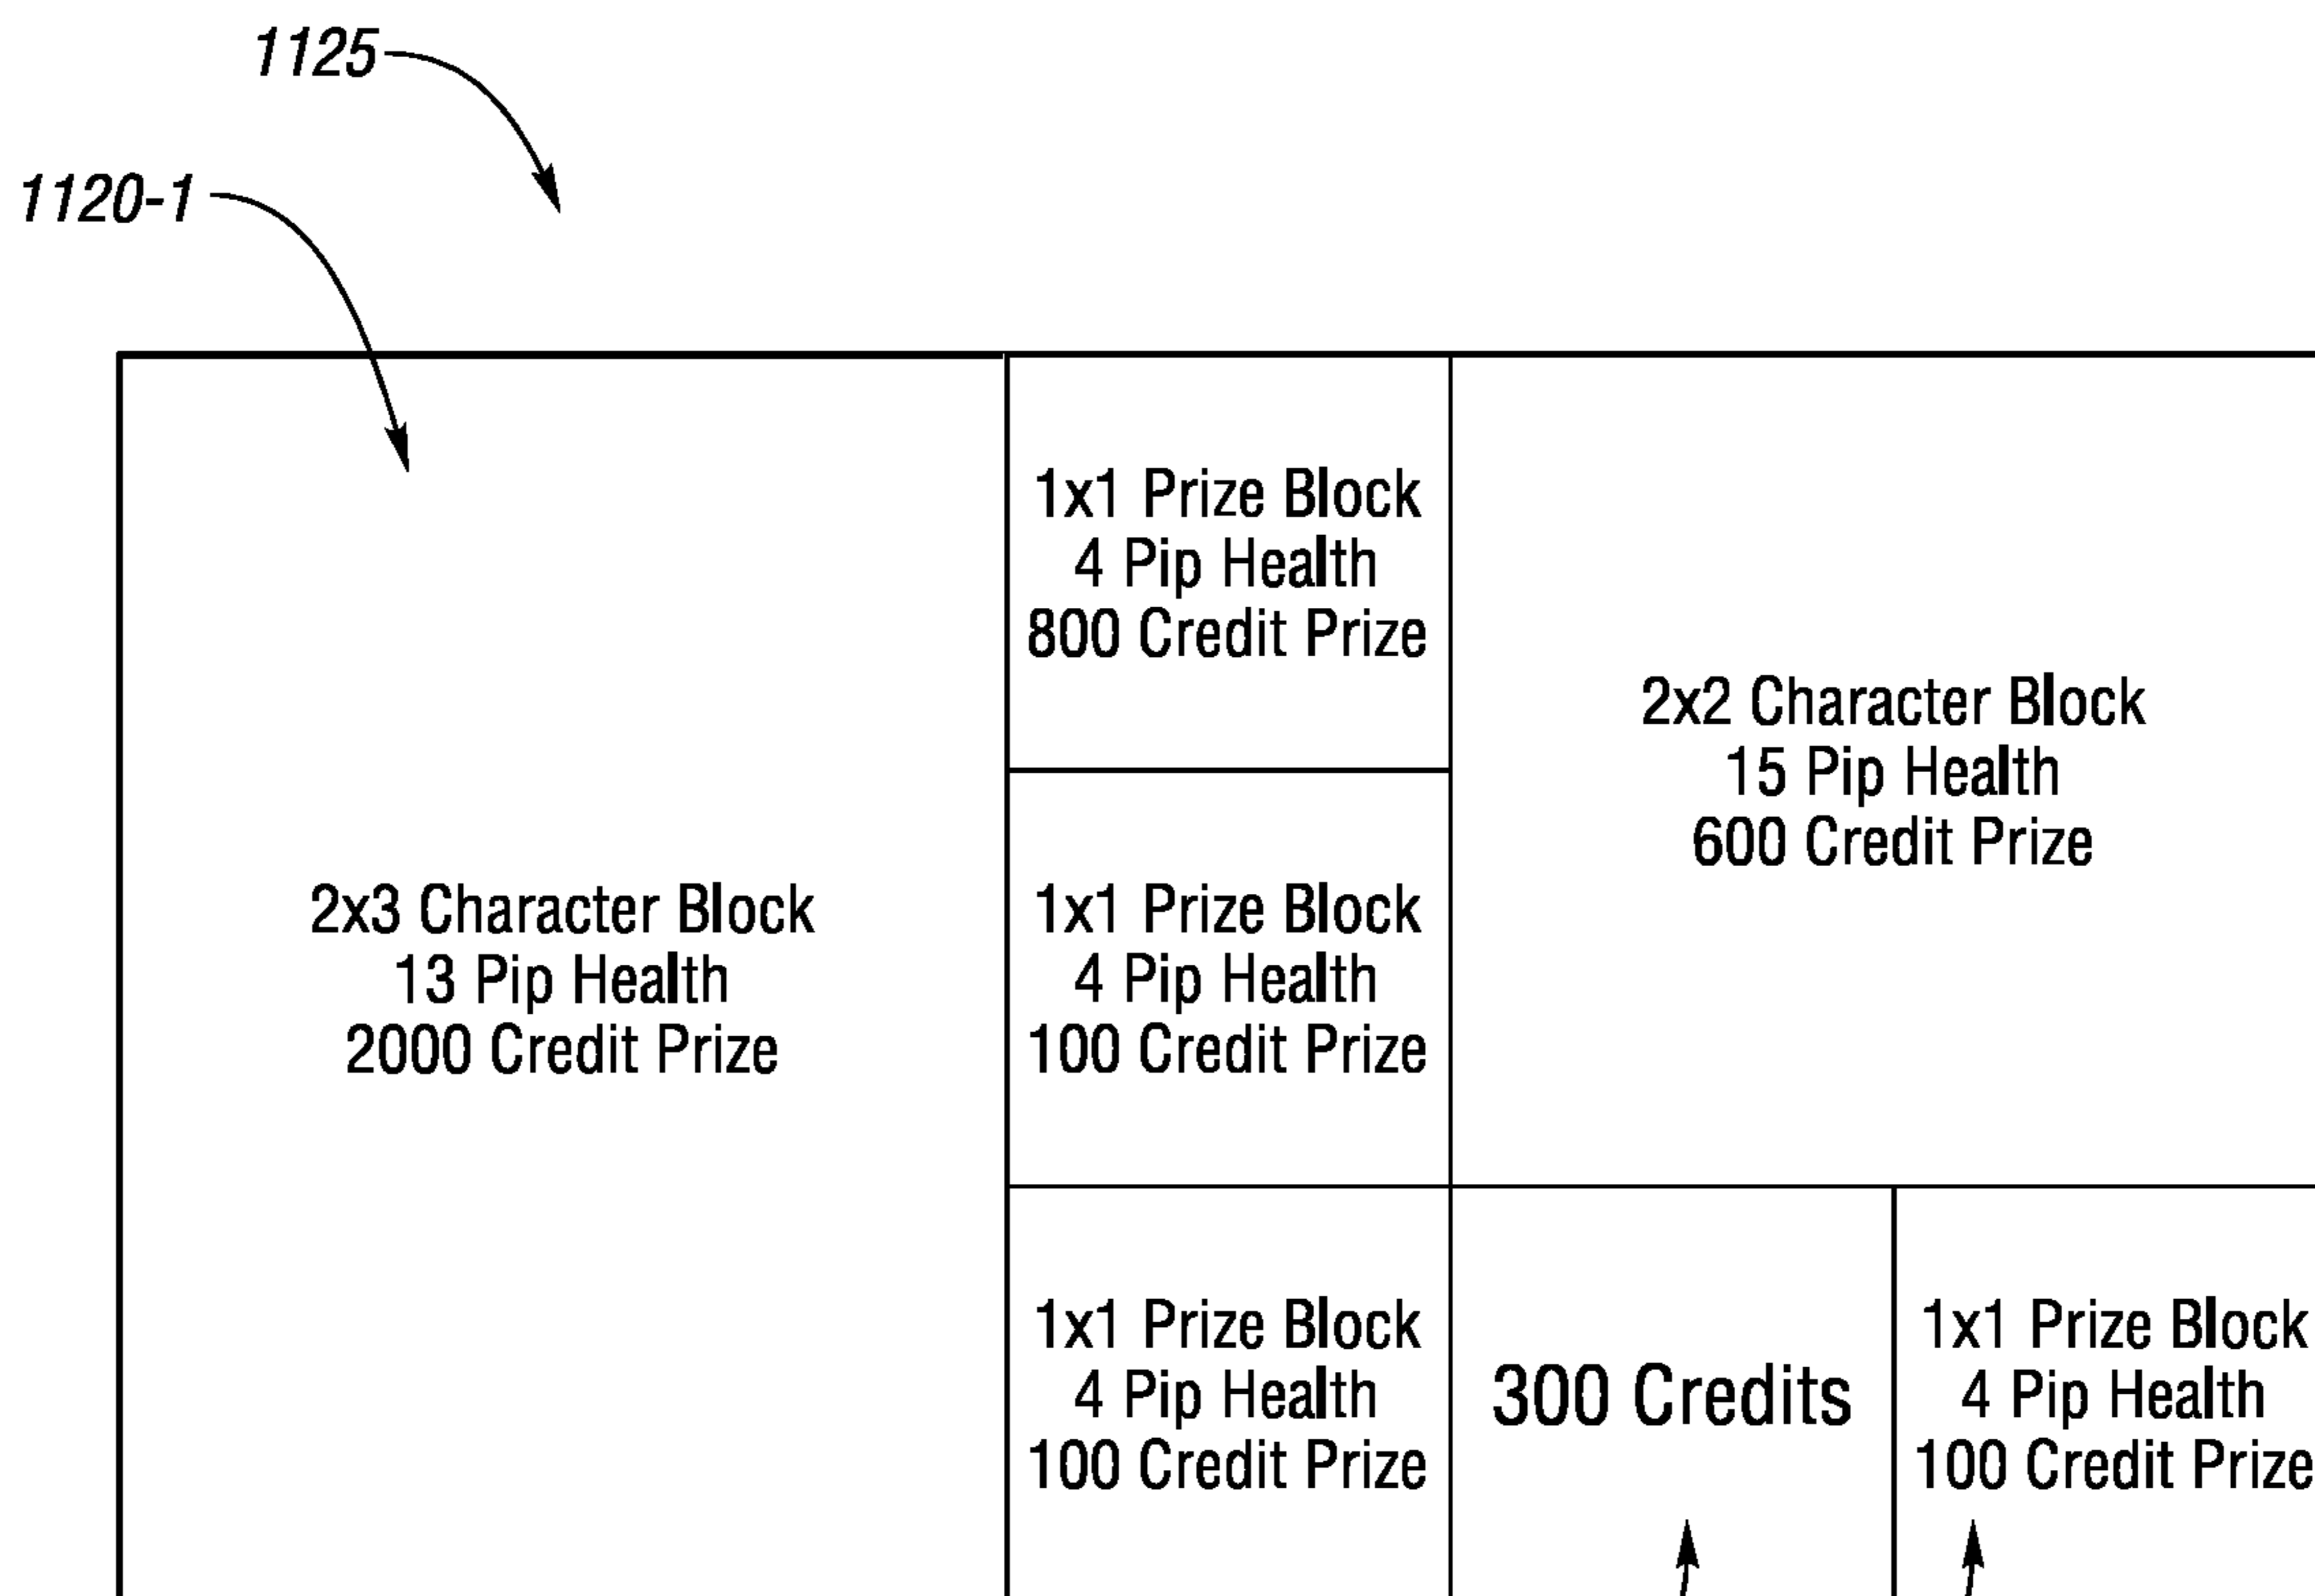 1125
1120-1
1x1 Prize Block
4 Pip Health
800 Credit Prize
2x2 Character Block
15 Pip Health
600 Credit Prize
2x3 Character Block
13 Pip Health
2000 Credit Prize
1x1 Prize Block
4 Pip Health
100 Credit Prize
1x1 Prize Block
4 Pip Health
100 Credit Prize
300 Credits
1x1 Prize Block
4 Pip Health
100 Credit Prize